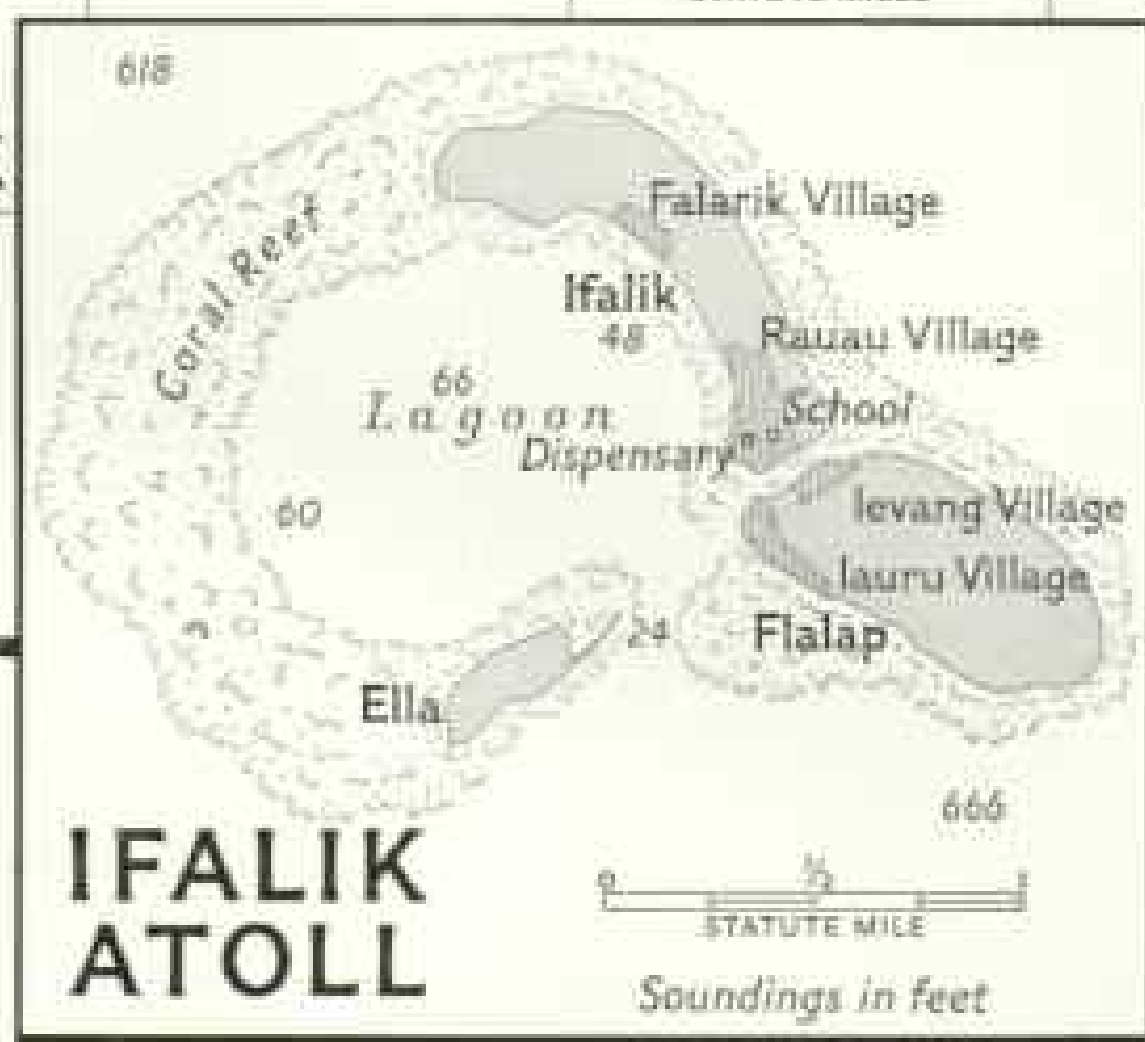 618
Falarik Village
Coral Reef
Ifalik
48
Rauau Village
66
School
Lagoon
Dispensary
60
Ievang Village
Iauru Village
24
Flalap
Ella
666
IFALIK
ATOLL
0 ½ 1
STATUTE MILE
Soundings in feet